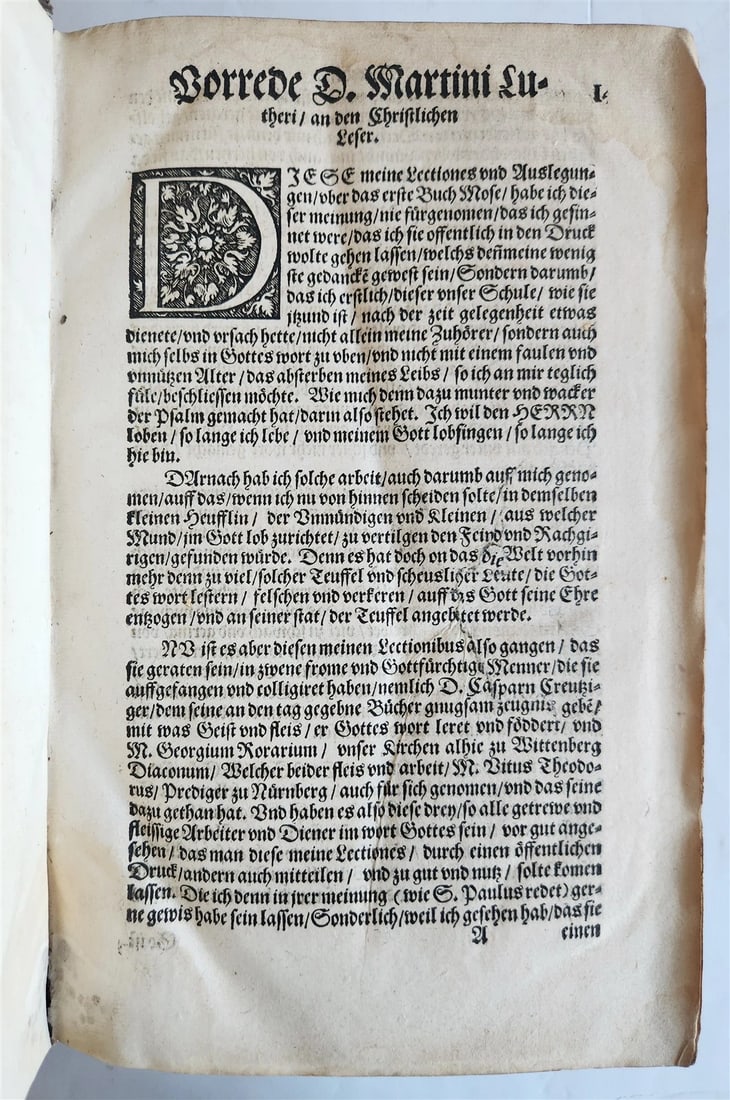 Vorrede D. Martini Lu-
I.
theri/ an den Christlichen
Leser.
DIESE meine Lectiones vnd Auslegun-
gen/vber das erste Buch Mose/ habe ich die-
ser meinung/nie fürgenomen/das ich gesin-
net were/das ich sie offentlich in den Druck
wolte gehen lassen/welchs deñ meine wenig
ste gedanckẽ gewest sein/Sondern darumb/
das ich erstlich/dieser vnser Schule/ wie sie
jtzund ist/ nach der zeit gelegenheit etwas
dienete/vnd vrsach hette/nicht allein meine Zuhörer/ sondern auch
mich selbs in Gottes wort zu vben/vnd nicht mit einem faulen vnd
vnnützen Alter/das absterben meines Leibs/ so ich an mir teglich
füle/beschliessen möchte. Wie mich denn dazu munter vnd wacker
der Psalm gemacht hat/darin also stehet. Ich wil den HERRN
loben/ so lange ich lebe/ vnd meinem Gott lobsingen/ so lange ich
hie bin.
DArnach hab ich solche arbeit/auch darumb auff mich geno-
men/auff das/wenn ich nu von hinnen scheiden solte/in demselben
kleinen Heufflin/ der Vnmündigen vnd Kleinen/ aus welcher
Mund/jm Gott lob zurichtet/zu vertilgen den Feind vnd Rachgi-
rigen/gefunden würde. Denn es hat doch on das die Welt vorhin
mehr denn zu viel/solcher Teuffel vnd scheuslicher Leute/die Got-
tes wort lestern/ felschen vnd verkeren/ auff das Gott seine Ehre
entzogen/vnd an seiner stat/ der Teuffel angebetet werde.
NV ist es aber diesen meinen Lectionibus also gangen/ das
sie geraten sein/in zwene frome vnd Gottfürchtige Menner/die sie
auffgefangen vnd colligiret haben/nemlich D. Casparn Creutzi-
ger/dem seine an den tag gegebne Bücher gnugsam zeugnis gebẽ/
mit was Geist vnd fleis/ er Gottes wort leret vnd föddert/ vnd
M. Georgium Rorarium/ vnser Kirchen alhie zu Wittenberg
Diaconum/ Welcher beider fleis vnd arbeit/M. Vitus Theodo-
rus/ Prediger zu Nürnberg/ auch für sich genomen/vnd das seine
dazu gethan hat. Vnd haben es also diese drey/so alle getrewe vnd
fleissige Arbeiter vnd Diener im wort Gottes sein/ vor gut ange-
sehen/das man diese meine Lectiones/ durch einen öffentlichen
Druck/andern auch mitteilen/ vnd zu gut vnd nutz/ solte komen
lassen. Die ich denn in jrer meinung (wie S. Paulus redet) ger-
ne gewis habe sein lassen/Sonderlich/weil ich gesehen hab/das sie
A einen